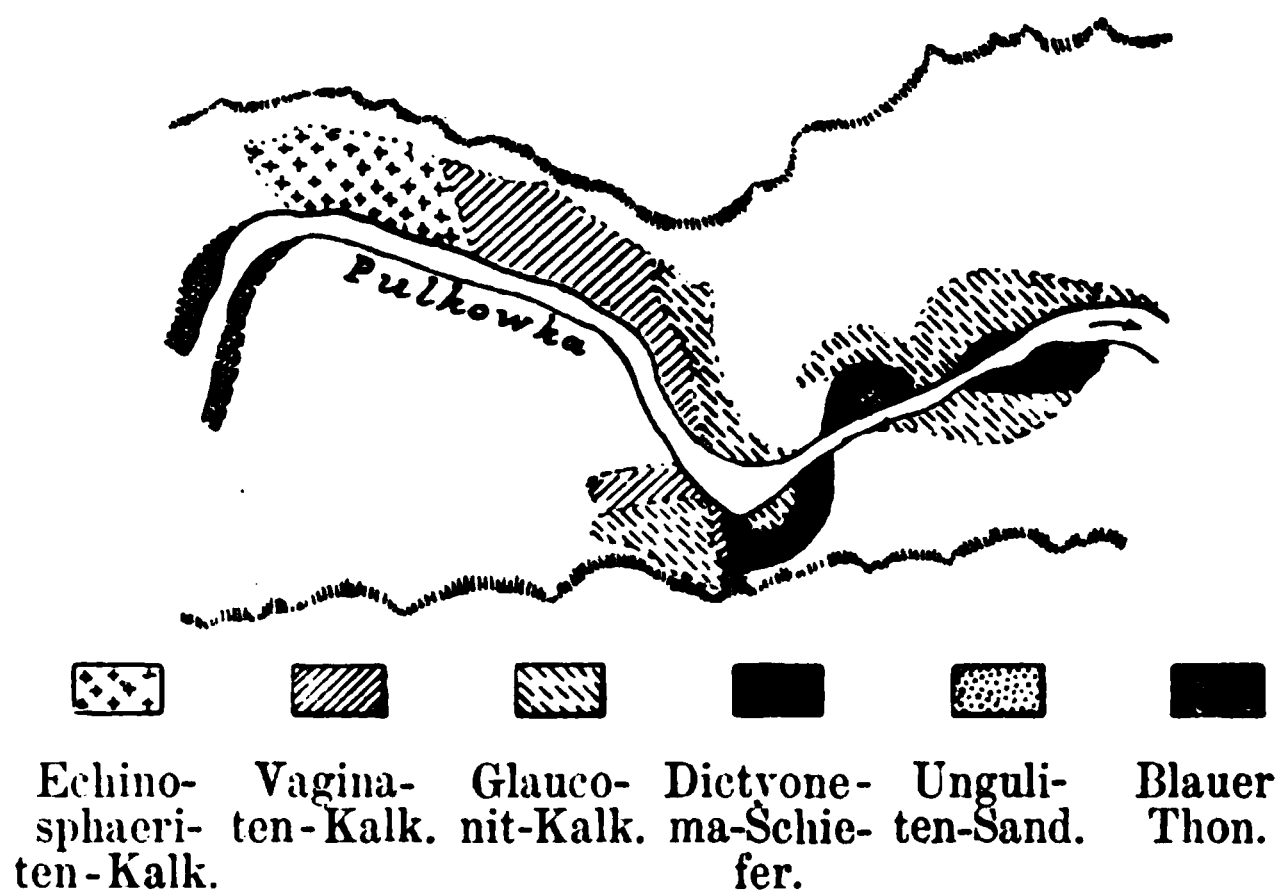 Pulkowka
Echino-
sphaeri-
ten-Kalk.
Vagina-
ten-Kalk.
Glauco-
nit-Kalk.
Dictyone-
ma-Schie-
fer.
Unguli-
ten-Sand.
Blauer
Thon.